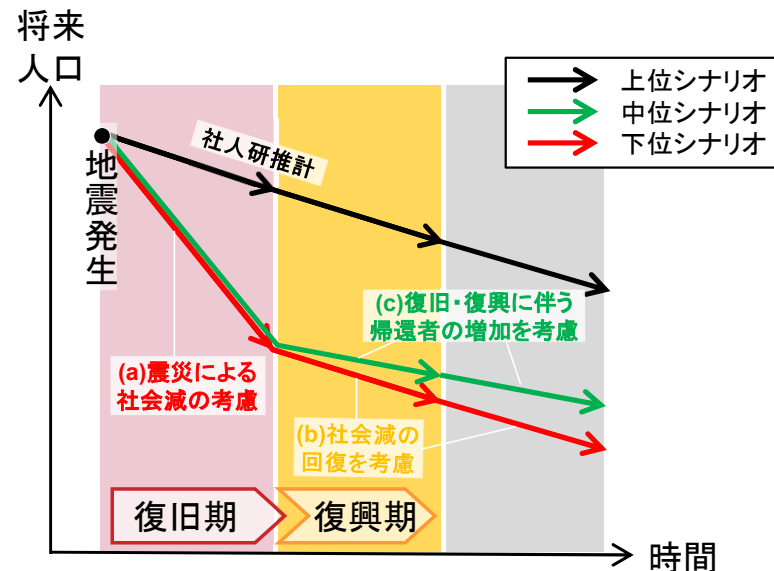 将来
人口
上位シナリオ
中位シナリオ
下位シナリオ
社人研推計
地震発生
(c)復旧・復興に伴う
帰還者の増加を考慮
(a)震災による
社会減の考慮
(b)社会減の
回復を考慮
復旧期
復興期
時間